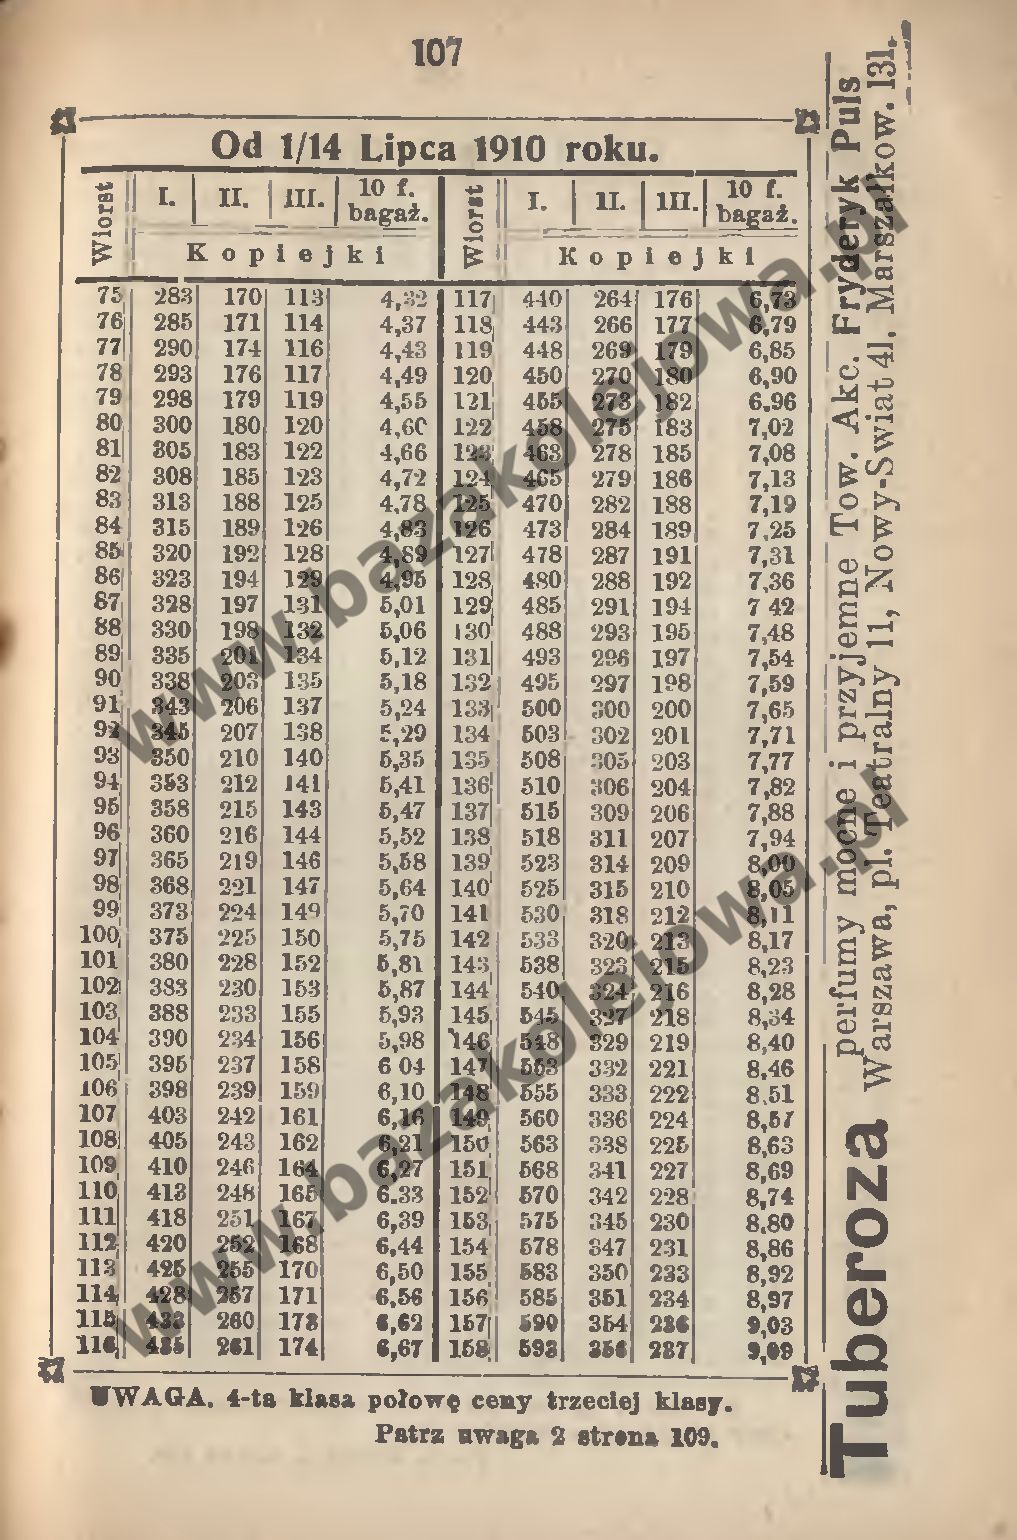 107
Od 1/14 Lipca 1910 roku.
Wiorst I. II. III. 10 f. bagaż. Wiorst I. II. III. 10 f. bagaż.
Kopiejki Kopiejki
75 283 170 113 4,32 117 440 264 176 6,73
76 285 171 114 4,37 118 443 266 177 6,79
77 290 174 116 4,43 119 448 269 179 6,85
78 293 176 117 4,49 120 450 270 180 6,90
79 298 179 119 4,55 121 455 273 182 6.96
80 300 180 120 4,60 122 458 275 183 7,02
81 305 183 122 4,66 123 463 278 185 7,08
82 308 185 123 4,72 124 465 279 186 7,13
83 313 188 125 4,78 125 470 282 188 7,19
84 315 189 126 4,83 126 473 284 189 7,25
85 320 192 128 4,89 127 478 287 191 7,31
86 323 194 129 4,95 128 480 288 192 7,36
87 328 197 131 5,01 129 485 291 194 7 42
88 330 198 132 5,06 130 488 293 195 7,48
89 335 201 134 5,12 131 493 296 197 7,54
90 338 203 135 5,18 132 495 297 198 7,59
91 343 206 137 5,24 133 500 300 200 7,65
92 345 207 138 5,29 134 503 302 201 7,71
93 350 210 140 5,35 135 508 305 203 7,77
94 353 212 141 5,41 136 510 306 204 7,82
95 358 215 143 5,47 137 515 309 206 7,88
96 360 216 144 5,52 138 518 311 207 7,94
97 365 219 146 5,58 139 523 314 209 8,00
98 368 221 147 5,64 140 525 315 210 8,05
99 373 224 149 5,70 141 530 318 212 8,11
100 375 225 150 5,75 142 533 320 213 8,17
101 380 228 152 5,81 143 538 323 215 8,23
102 383 230 153 5,87 144 540 324 216 8,28
103 388 233 155 5,93 145 545 327 218 8,34
104 390 234 156 5,98 146 548 329 219 8,40
105 395 237 158 6 04 147 553 332 221 8,46
106 398 239 159 6,10 148 555 333 222 8,51
107 403 242 161 6,16 149 560 336 224 8,57
108 405 243 162 6,21 150 563 338 225 8,63
109 410 246 164 6,27 151 568 341 227 8,69
110 413 248 165 6.33 152 570 342 228 8,74
111 418 251 167 6,39 153 575 345 230 8,80
112 420 252 168 6,44 154 578 347 231 8,86
113 425 255 170 6,50 155 583 350 233 8,92
114 428 257 171 6,56 156 585 351 234 8,97
115 433 260 173 6,62 157 590 354 236 9,03
116 435 261 174 6,67 158 593 356 237 9,09
UWAGA. 4-ta klasa połowę ceny trzeciej klasy.
Patrz uwaga 2 strona 109.
Tuberoza perfumy mocne i przyjemne Tow. Akc. Fryderyk Puls
Warszawa, pl. Teatralny 11, Nowy-Swiat 41, Marszałkow. 131.
www.bazakolejowa.pl
www.bazakolejowa.pl